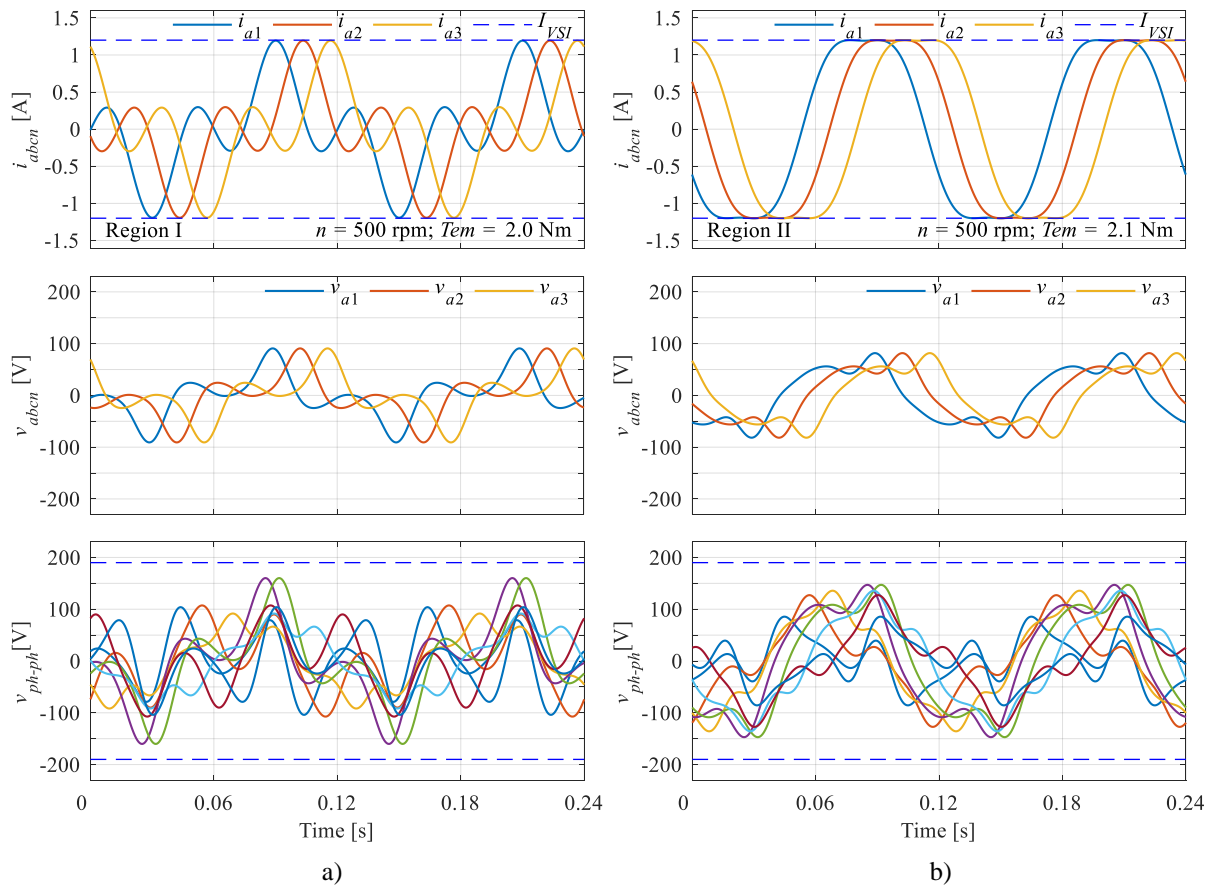 i_a1 i_a2 i_a3 I_VSI
i_abcn [A]
1.5
1
0.5
0
-0.5
-1
-1.5
Region I n = 500 rpm; Tem = 2.0 Nm
v_a1 v_a2 v_a3
v_abcn [V]
200
100
0
-100
-200
v_ph-ph [V]
200
100
0
-100
-200
0 0.06 0.12 0.18 0.24
Time [s]
a)
i_a1 i_a2 i_a3 I_VSI
i_abcn [A]
1.5
1
0.5
0
-0.5
-1
-1.5
Region II n = 500 rpm; Tem = 2.1 Nm
v_a1 v_a2 v_a3
v_abcn [V]
200
100
0
-100
-200
v_ph-ph [V]
200
100
0
-100
-200
0 0.06 0.12 0.18 0.24
Time [s]
b)